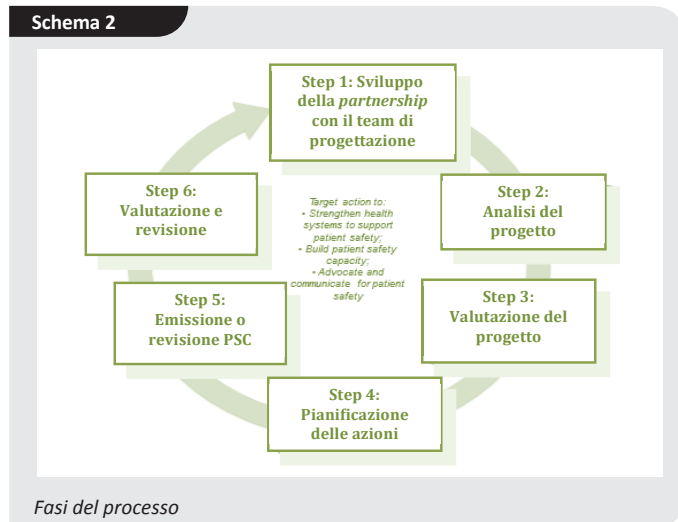 Schema 2
Step 1: Sviluppo
della partnership
con il team di
progettazione
Step 2:
Analisi del
progetto
Step 3:
Valutazione del
progetto
Step 4:
Pianificazione
delle azioni
Step 5:
Emissione o
revisione PSC
Step 6:
Valutazione e
revisione
Target action to:
• Strengthen health
systems to support
patient safety;
• Build patient safety
capacity;
• Advocate and
communicate for patient
safety
Fasi del processo